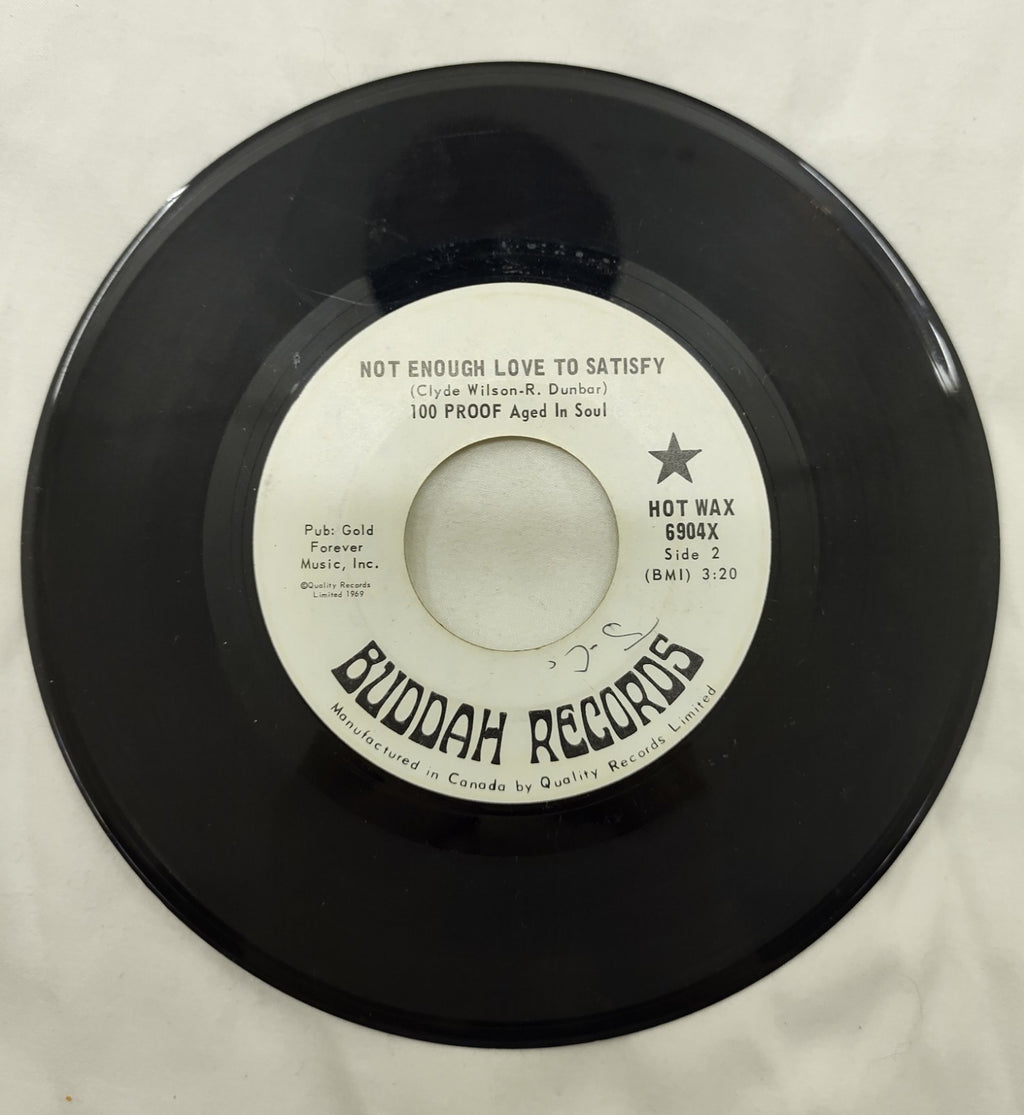 NOT ENOUGH LOVE TO SATISFY
(Clyde Wilson-R. Dunbar)
100 PROOF Aged In Soul
HOT WAX
6904X
Side 2
(BMI) 3:20
Pub: Gold
Forever
Music, Inc.
©Quality Records
Limited 1969
BUDDAH RECORDS
Manufactured in Canada by Quality Records Limited